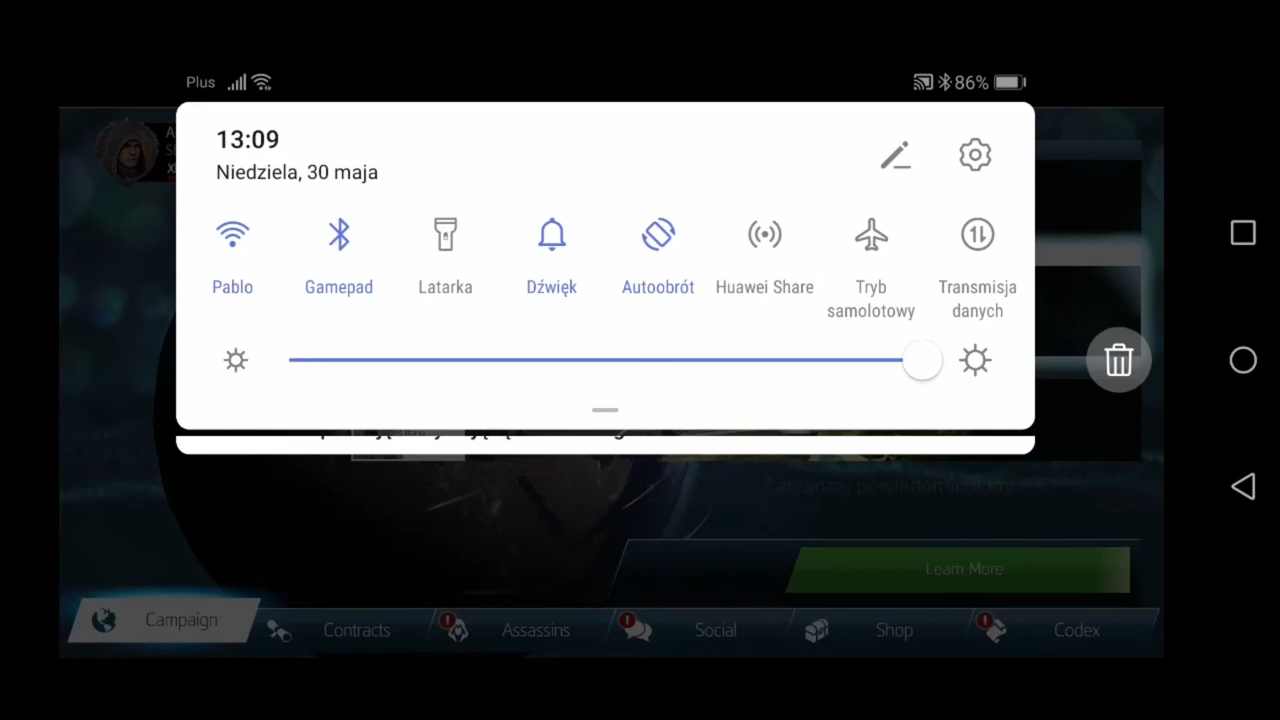 Plus
86%
13:09
Niedziela, 30 maja
Pablo
Gamepad
Latarka
Dźwięk
Autoobrót
Huawei Share
Tryb
samolotowy
Transmisja
danych
Zarządzaj powiadomieniami
Learn More
Campaign
Contracts
Assassins
Social
Shop
Codex